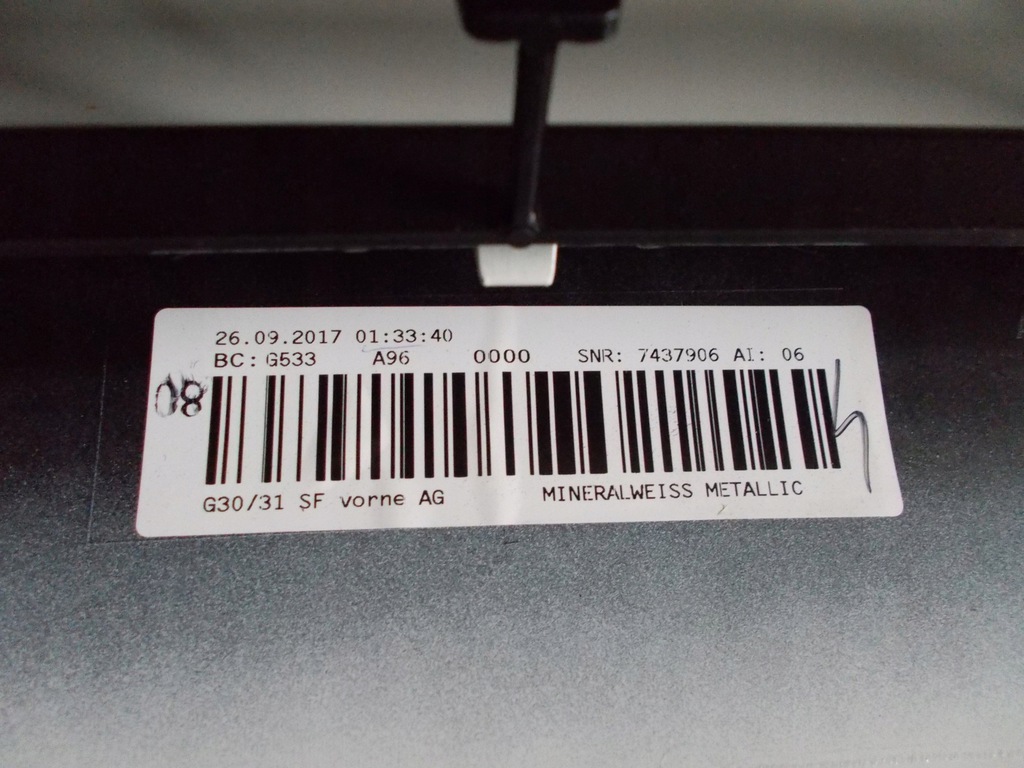 26.09.2017 01:33:40
BC: G533 A96 0000 SNR: 7437906 AI: 06
08
G30/31 SF vorne AG MINERALWEISS METALLIC